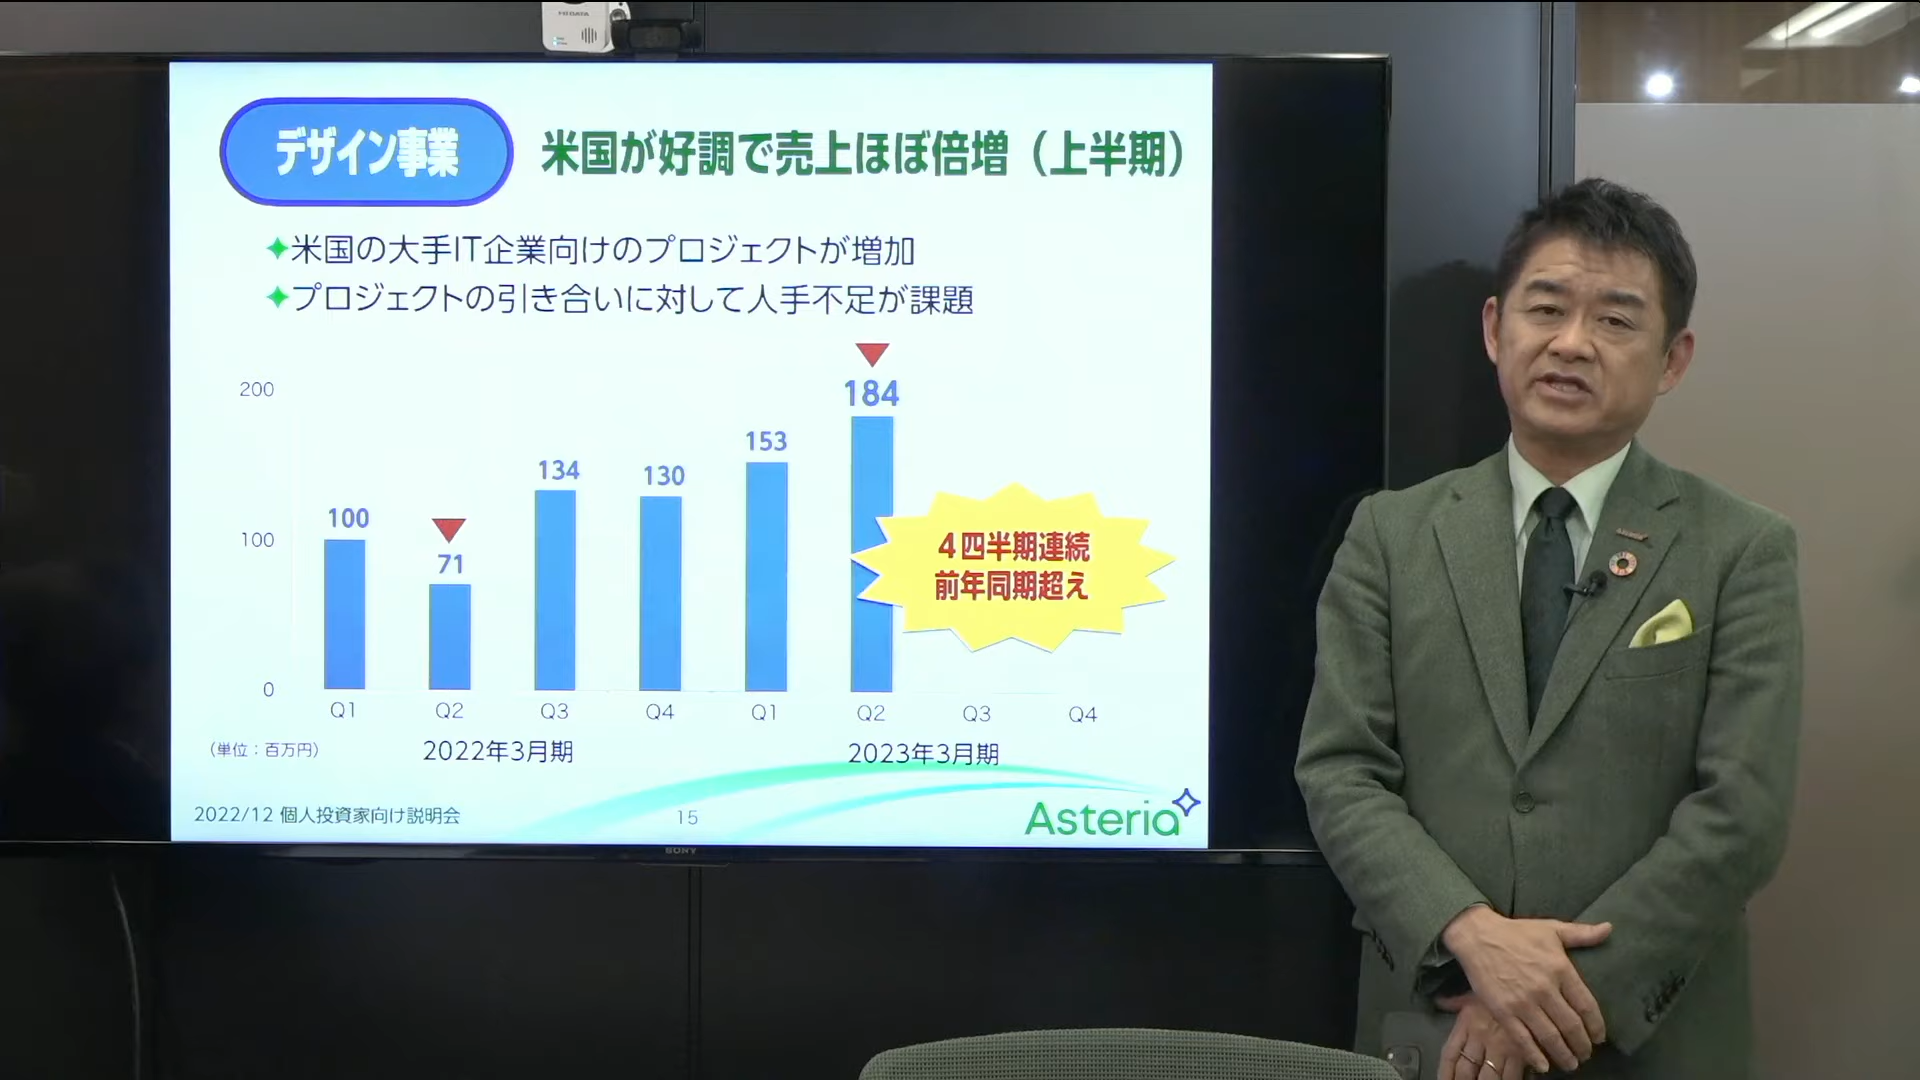 デザイン事業
米国が好調で売上ほぼ倍増（上半期）
✦米国の大手IT企業向けのプロジェクトが増加
✦プロジェクトの引き合いに対して人手不足が課題
200
100
0
100
71
134
130
153
184
4四半期連続
前年同期超え
Q1
Q2
Q3
Q4
Q1
Q2
Q3
Q4
（単位：百万円）
2022年3月期
2023年3月期
2022/12 個人投資家向け説明会
15
Asteria
SONY